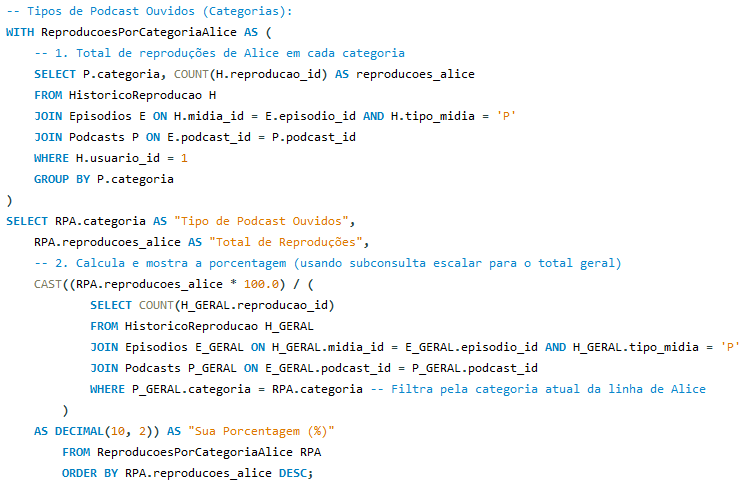 -- Tipos de Podcast Ouvidos (Categorias):
WITH ReproducoesPorCategoriaAlice AS (
    -- 1. Total de reproduções de Alice em cada categoria
    SELECT P.categoria, COUNT(H.reproducao_id) AS reproducoes_alice
    FROM HistoricoReproducao H
    JOIN Episodios E ON H.midia_id = E.episodio_id AND H.tipo_midia = 'P'
    JOIN Podcasts P ON E.podcast_id = P.podcast_id
    WHERE H.usuario_id = 1
    GROUP BY P.categoria
)
SELECT RPA.categoria AS "Tipo de Podcast Ouvidos",
    RPA.reproducoes_alice AS "Total de Reproduções",
    -- 2. Calcula e mostra a porcentagem (usando subconsulta escalar para o total geral)
    CAST((RPA.reproducoes_alice * 100.0) / (
            SELECT COUNT(H_GERAL.reproducao_id)
            FROM HistoricoReproducao H_GERAL
            JOIN Episodios E_GERAL ON H_GERAL.midia_id = E_GERAL.episodio_id AND H_GERAL.tipo_midia = 'P'
            JOIN Podcasts P_GERAL ON E_GERAL.podcast_id = P_GERAL.podcast_id
            WHERE P_GERAL.categoria = RPA.categoria -- Filtra pela categoria atual da linha de Alice
        )
    AS DECIMAL(10, 2)) AS "Sua Porcentagem (%)"
        FROM ReproducoesPorCategoriaAlice RPA
        ORDER BY RPA.reproducoes_alice DESC;